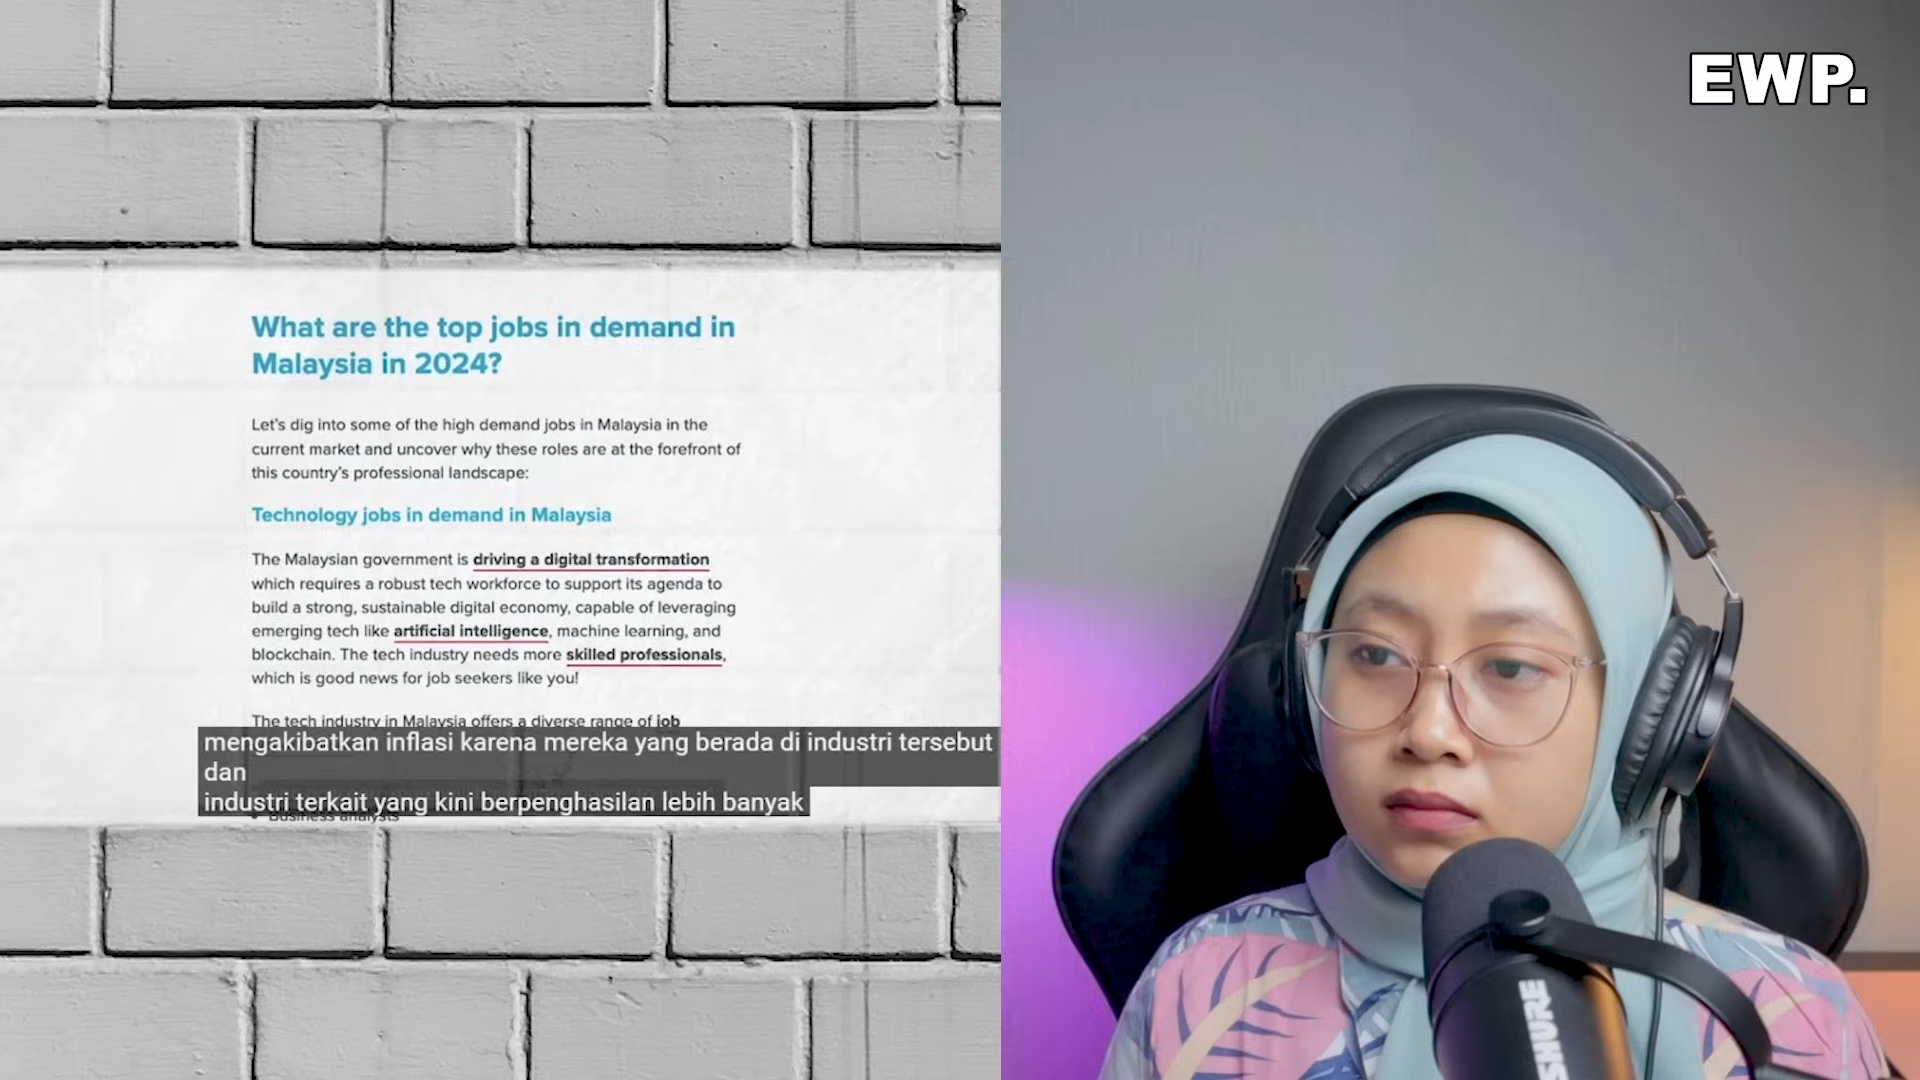 EWP.
What are the top jobs in demand in
Malaysia in 2024?
Let's dig into some of the high demand jobs in Malaysia in the
current market and uncover why these roles are at the forefront of
this country's professional landscape:
Technology jobs in demand in Malaysia
The Malaysian government is driving a digital transformation
which requires a robust tech workforce to support its agenda to
build a strong, sustainable digital economy, capable of leveraging
emerging tech like artificial intelligence, machine learning, and
blockchain. The tech industry needs more skilled professionals,
which is good news for job seekers like you!
The tech industry in Malaysia offers a diverse range of job
mengakibatkan inflasi karena mereka yang berada di industri tersebut
dan
industri terkait yang kini berpenghasilan lebih banyak
Business analysts
SHURE